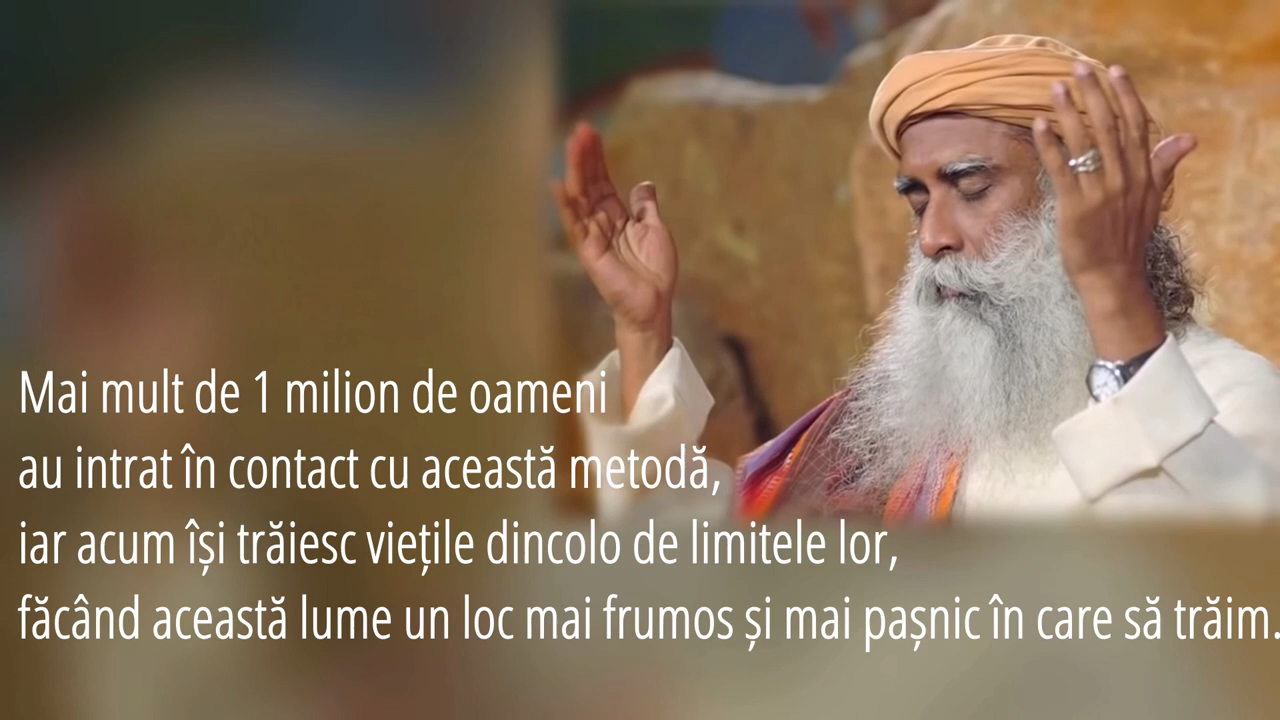 Mai mult de 1 milion de oameni
au intrat în contact cu această metodă,
iar acum își trăiesc viețile dincolo de limitele lor,
făcând această lume un loc mai frumos și mai pașnic în care să trăim.